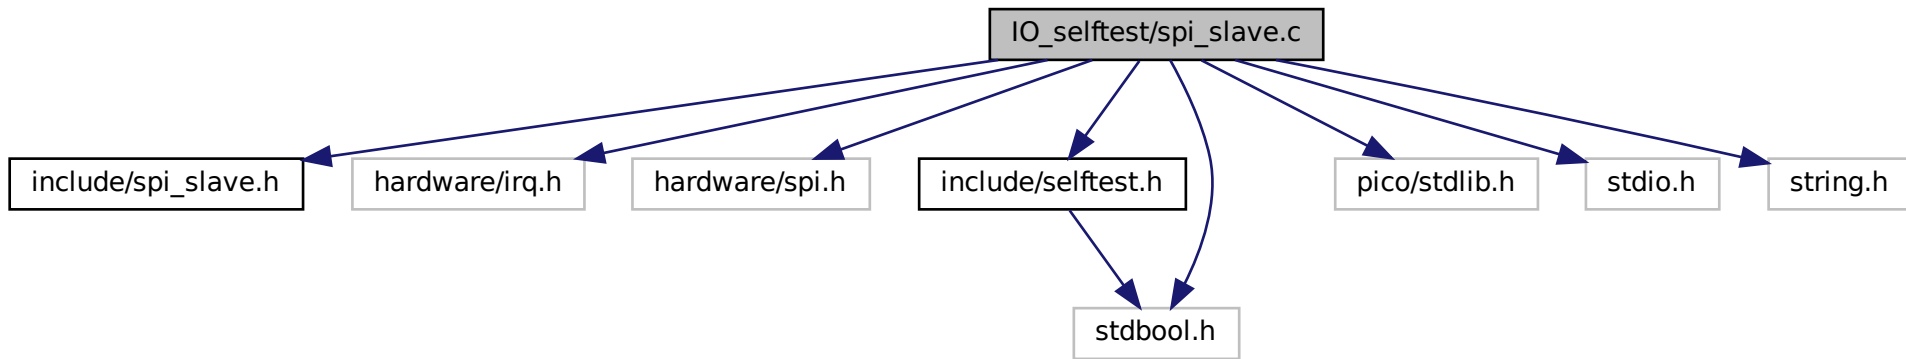 IO_selftest/spi_slave.c
include/spi_slave.h
hardware/irq.h
hardware/spi.h
include/selftest.h
pico/stdlib.h
stdio.h
string.h
stdbool.h